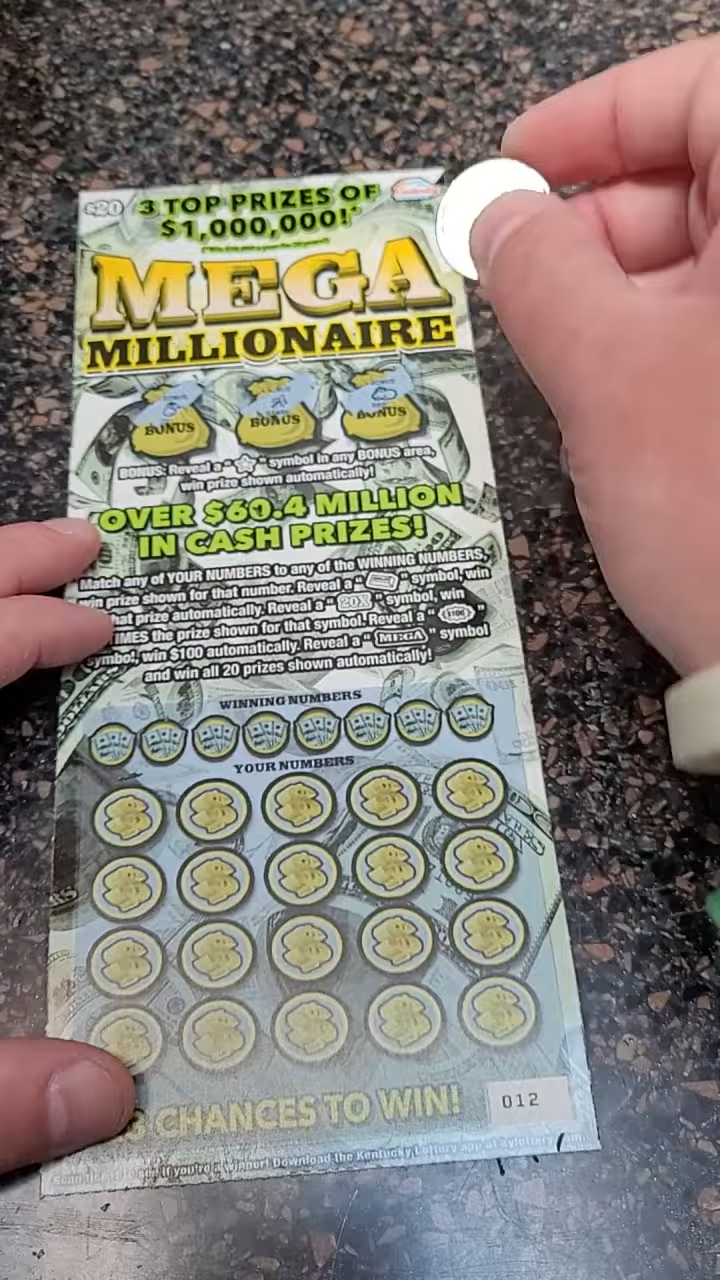 $20
3 TOP PRIZES OF
$1,000,000!*
MEGA
MILLIONAIRE
BONUS BONUS BONUS
BONUS: Reveal a " " symbol in any BONUS area,
win prize shown automatically!
OVER $60.4 MILLION
IN CASH PRIZES!
Match any of YOUR NUMBERS to any of the WINNING NUMBERS,
win prize shown for that number. Reveal a " " symbol, win
that prize automatically. Reveal a " 20X " symbol, win
TIMES the prize shown for that symbol. Reveal a " $100 "
symbol, win $100 automatically. Reveal a " MEGA " symbol
and win all 20 prizes shown automatically!
WINNING NUMBERS
YOUR NUMBERS
3 CHANCES TO WIN!
012
if you're a winner! Download the Kentucky Lottery App at kylottery.com.